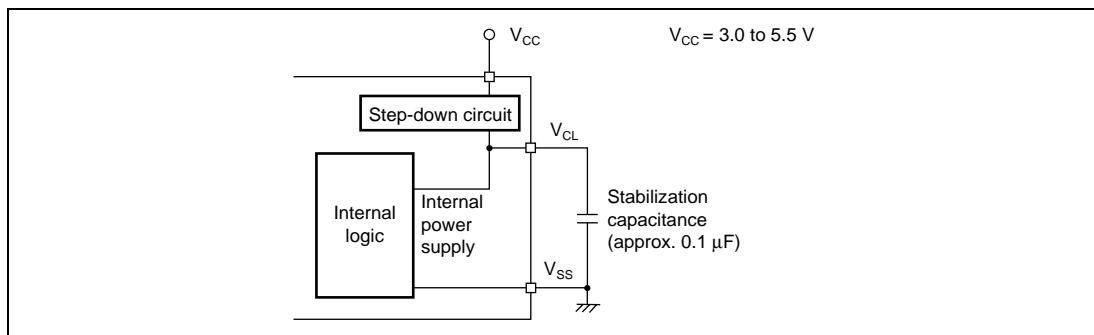 V_CC
V_CC = 3.0 to 5.5 V
Step-down circuit
V_CL
Internal
logic
Internal
power
supply
Stabilization
capacitance
(approx. 0.1 μF)
V_SS